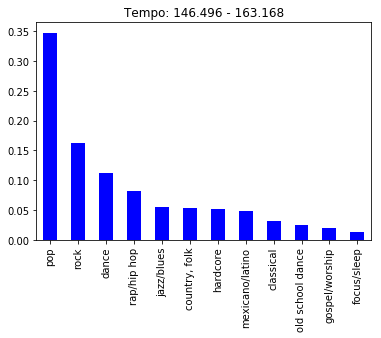 Tempo: 146.496 - 163.168
0.35
0.30
0.25
0.20
0.15
0.10
0.05
0.00
pop
rock
dance
rap/hip hop
jazz/blues
country, folk
hardcore
mexicano/latino
classical
old school dance
gospel/worship
focus/sleep